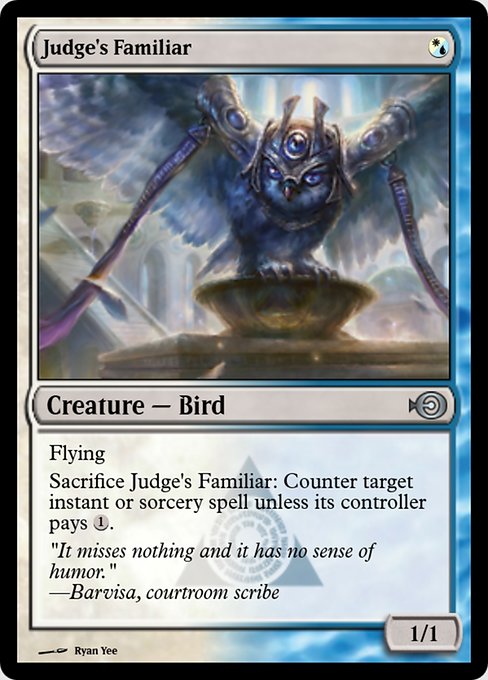 Judge's Familiar
Creature — Bird
Flying
Sacrifice Judge's Familiar: Counter target
instant or sorcery spell unless its controller
pays 1.
"It misses nothing and it has no sense of
humor."
—Barvisa, courtroom scribe
1/1
Ryan Yee